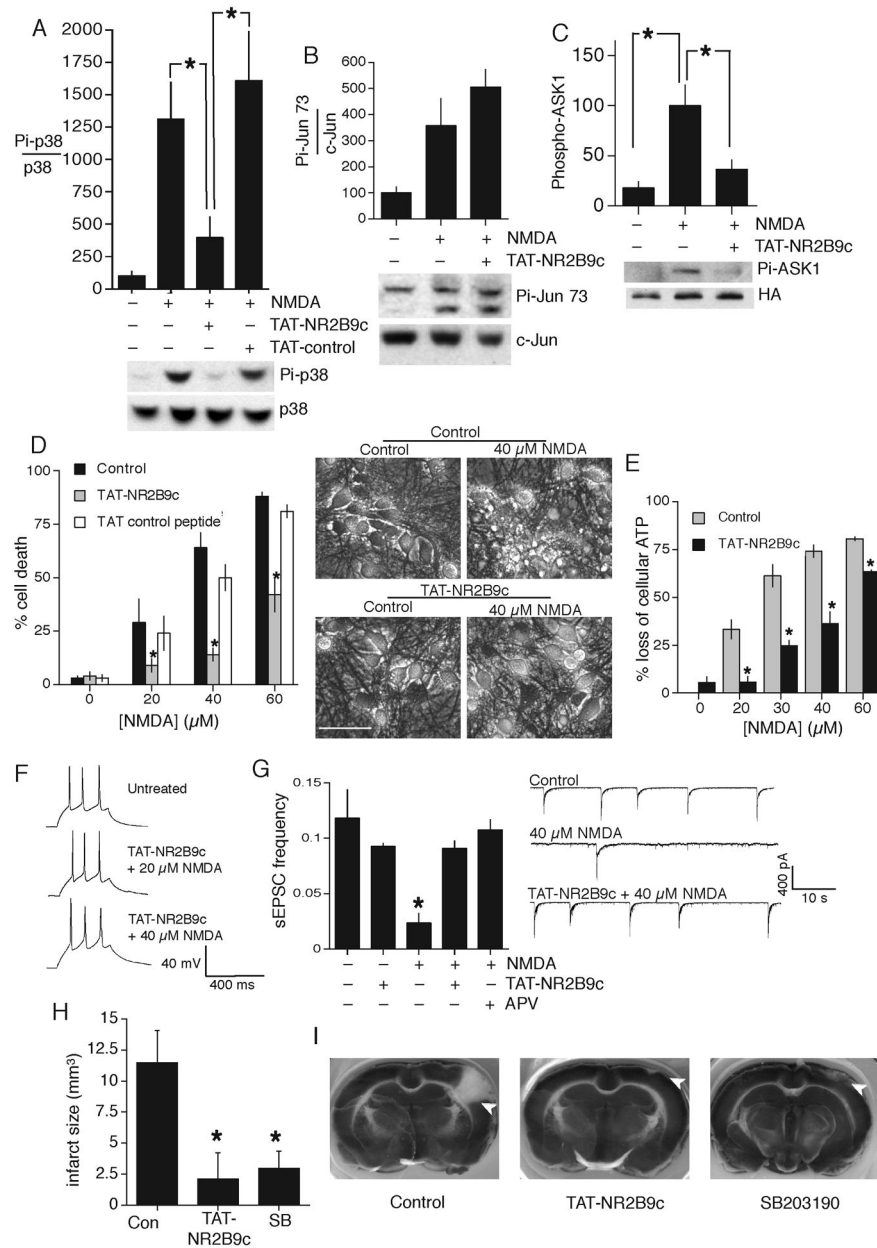 A
2000
1750
1500
1250
1000
750
500
250
0
Pi-p38
p38
*
*
– + + + NMDA
– – + – TAT-NR2B9c
– – – + TAT-control
Pi-p38
p38
B
600
500
400
300
200
100
0
Pi-Jun 73
c-Jun
– + + NMDA
– – + TAT-NR2B9c
Pi-Jun 73
c-Jun
C
150
100
50
0
Phospho-ASK1
*
*
– + + NMDA
– – + TAT-NR2B9c
Pi-ASK1
HA
D
100
75
50
25
0
% cell death
Control
TAT-NR2B9c
TAT control peptide
* * *
0 20 40 60
[NMDA] (µM)
Control
Control 40 µM NMDA
TAT-NR2B9c
Control 40 µM NMDA
E
100
75
50
25
0
% loss of cellular ATP
Control
TAT-NR2B9c
* * * *
0 20 30 40 60
[NMDA] (µM)
F
Untreated
TAT-NR2B9c
+ 20 µM NMDA
TAT-NR2B9c
+ 40 µM NMDA
40 mV
400 ms
G
0.15
0.1
0.05
0
sEPSC frequency
*
– – + + + NMDA
– + – + – TAT-NR2B9c
– – – – + APV
Control
40 µM NMDA
TAT-NR2B9c + 40 µM NMDA
400 pA
10 s
H
15
12.5
10
7.5
5
2.5
0
infarct size (mm³)
* *
Con TAT-NR2B9c SB
I
Control TAT-NR2B9c SB203190